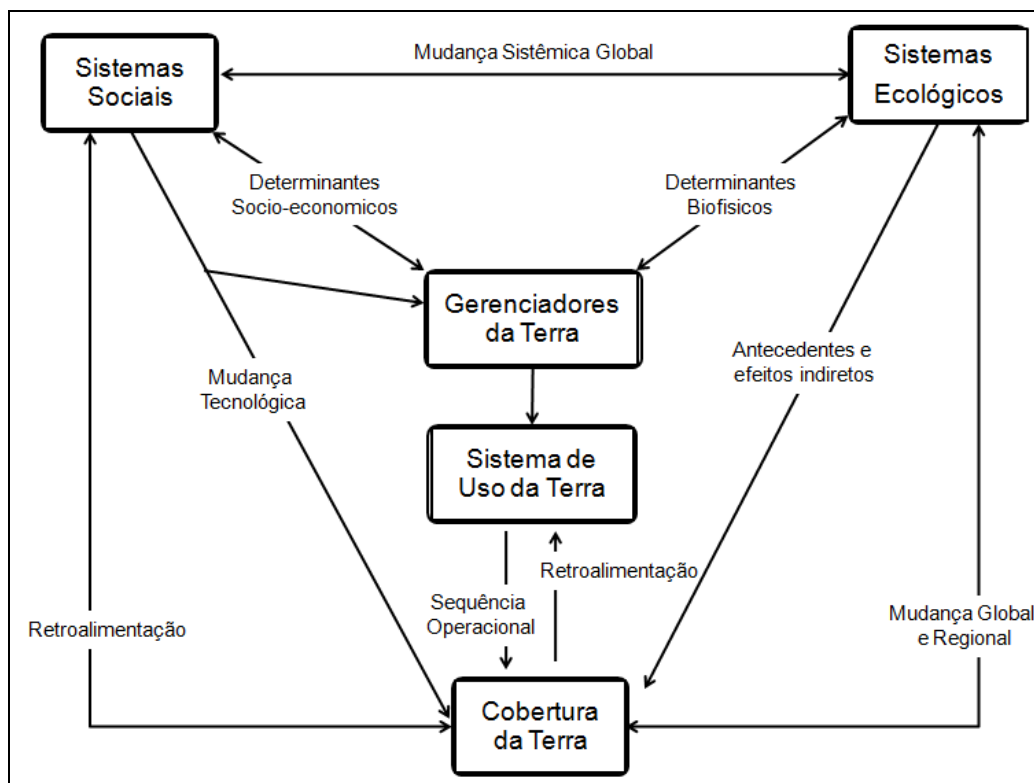 Mudança Sistêmica Global
Sistemas
Sociais
Sistemas
Ecológicos
Determinantes
Socio-economicos
Determinantes
Biofisicos
Gerenciadores
da Terra
Mudança
Tecnológica
Antecedentes e
efeitos indiretos
Sistema de
Uso da Terra
Retroalimentação
Sequência
Operacional
Retroalimentação
Mudança Global
e Regional
Cobertura
da Terra